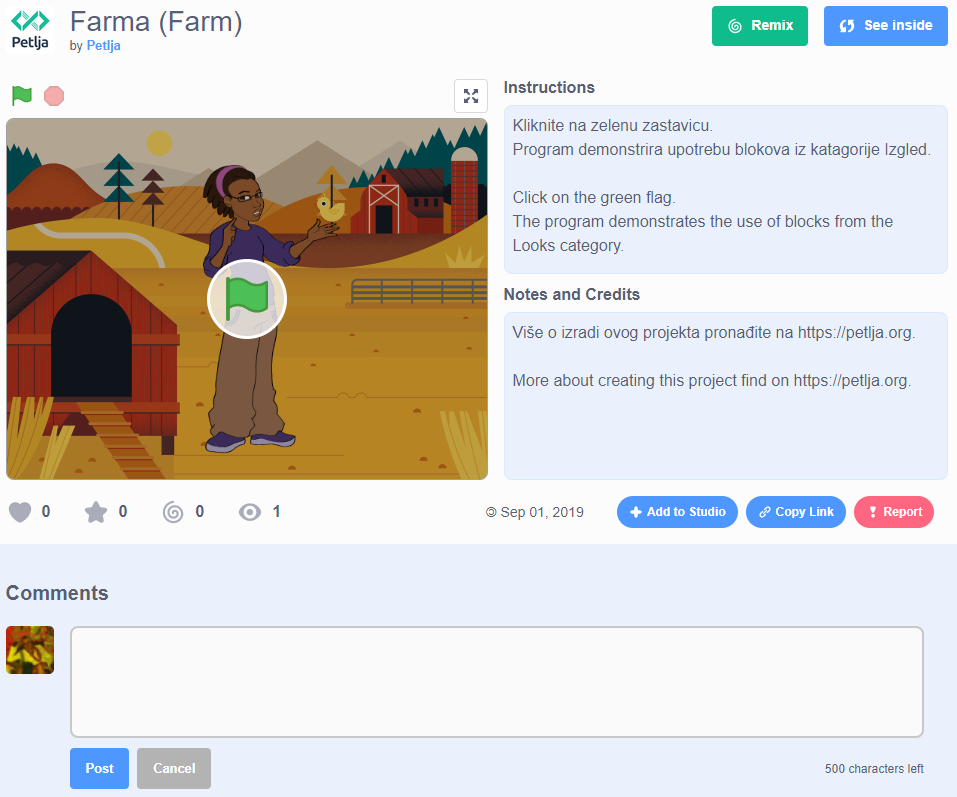 Petlja
Farma (Farm)
by Petlja
Remix
See inside
Instructions
Kliknite na zelenu zastavicu.
Program demonstrira upotrebu blokova iz katagorije Izgled.
Click on the green flag.
The program demonstrates the use of blocks from the
Looks category.
Notes and Credits
Više o izradi ovog projekta pronađite na https://petlja.org.
More about creating this project find on https://petlja.org.
0
0
0
1
Sep 01, 2019
Add to Studio
Copy Link
Report
Comments
Post
Cancel
500 characters left